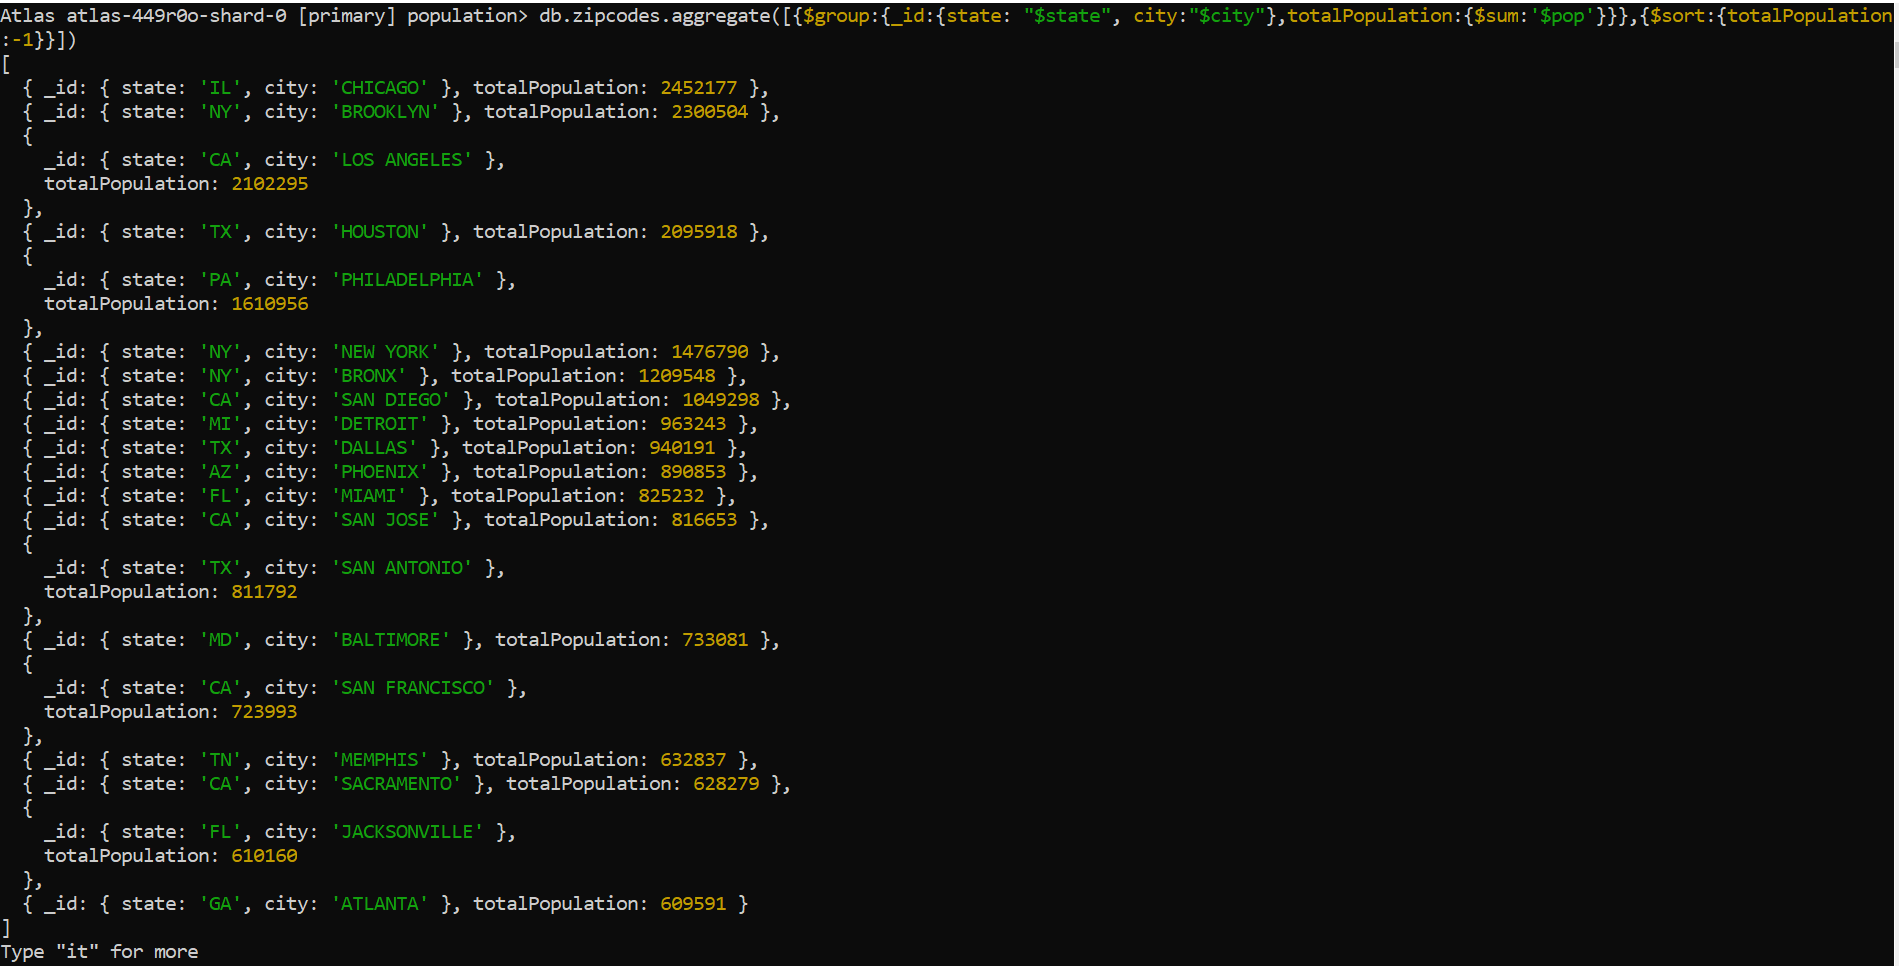 Atlas atlas-449r0o-shard-0 [primary] population> db.zipcodes.aggregate([{$group:{_id:{state: "$state", city:"$city"},totalPopulation:{$sum:'$pop'}}},{$sort:{totalPopulation
:-1}}])
[
  { _id: { state: 'IL', city: 'CHICAGO' }, totalPopulation: 2452177 },
  { _id: { state: 'NY', city: 'BROOKLYN' }, totalPopulation: 2300504 },
  {
    _id: { state: 'CA', city: 'LOS ANGELES' },
    totalPopulation: 2102295
  },
  { _id: { state: 'TX', city: 'HOUSTON' }, totalPopulation: 2095918 },
  {
    _id: { state: 'PA', city: 'PHILADELPHIA' },
    totalPopulation: 1610956
  },
  { _id: { state: 'NY', city: 'NEW YORK' }, totalPopulation: 1476790 },
  { _id: { state: 'NY', city: 'BRONX' }, totalPopulation: 1209548 },
  { _id: { state: 'CA', city: 'SAN DIEGO' }, totalPopulation: 1049298 },
  { _id: { state: 'MI', city: 'DETROIT' }, totalPopulation: 963243 },
  { _id: { state: 'TX', city: 'DALLAS' }, totalPopulation: 940191 },
  { _id: { state: 'AZ', city: 'PHOENIX' }, totalPopulation: 890853 },
  { _id: { state: 'FL', city: 'MIAMI' }, totalPopulation: 825232 },
  { _id: { state: 'CA', city: 'SAN JOSE' }, totalPopulation: 816653 },
  {
    _id: { state: 'TX', city: 'SAN ANTONIO' },
    totalPopulation: 811792
  },
  { _id: { state: 'MD', city: 'BALTIMORE' }, totalPopulation: 733081 },
  {
    _id: { state: 'CA', city: 'SAN FRANCISCO' },
    totalPopulation: 723993
  },
  { _id: { state: 'TN', city: 'MEMPHIS' }, totalPopulation: 632837 },
  { _id: { state: 'CA', city: 'SACRAMENTO' }, totalPopulation: 628279 },
  {
    _id: { state: 'FL', city: 'JACKSONVILLE' },
    totalPopulation: 610160
  },
  { _id: { state: 'GA', city: 'ATLANTA' }, totalPopulation: 609591 }
]
Type "it" for more